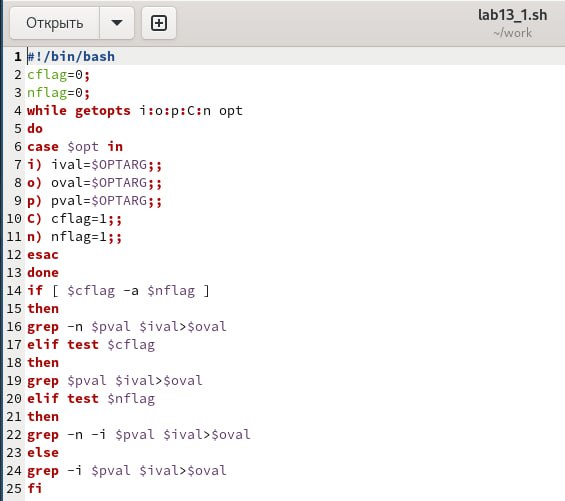 Открыть
lab13_1.sh
~/work
1 #!/bin/bash
2 cflag=0;
3 nflag=0;
4 while getopts i:o:p:C:n opt
5 do
6 case $opt in
7 i) ival=$OPTARG;;
8 o) oval=$OPTARG;;
9 p) pval=$OPTARG;;
10 C) cflag=1;;
11 n) nflag=1;;
12 esac
13 done
14 if [ $cflag -a $nflag ]
15 then
16 grep -n $pval $ival>$oval
17 elif test $cflag
18 then
19 grep $pval $ival>$oval
20 elif test $nflag
21 then
22 grep -n -i $pval $ival>$oval
23 else
24 grep -i $pval $ival>$oval
25 fi